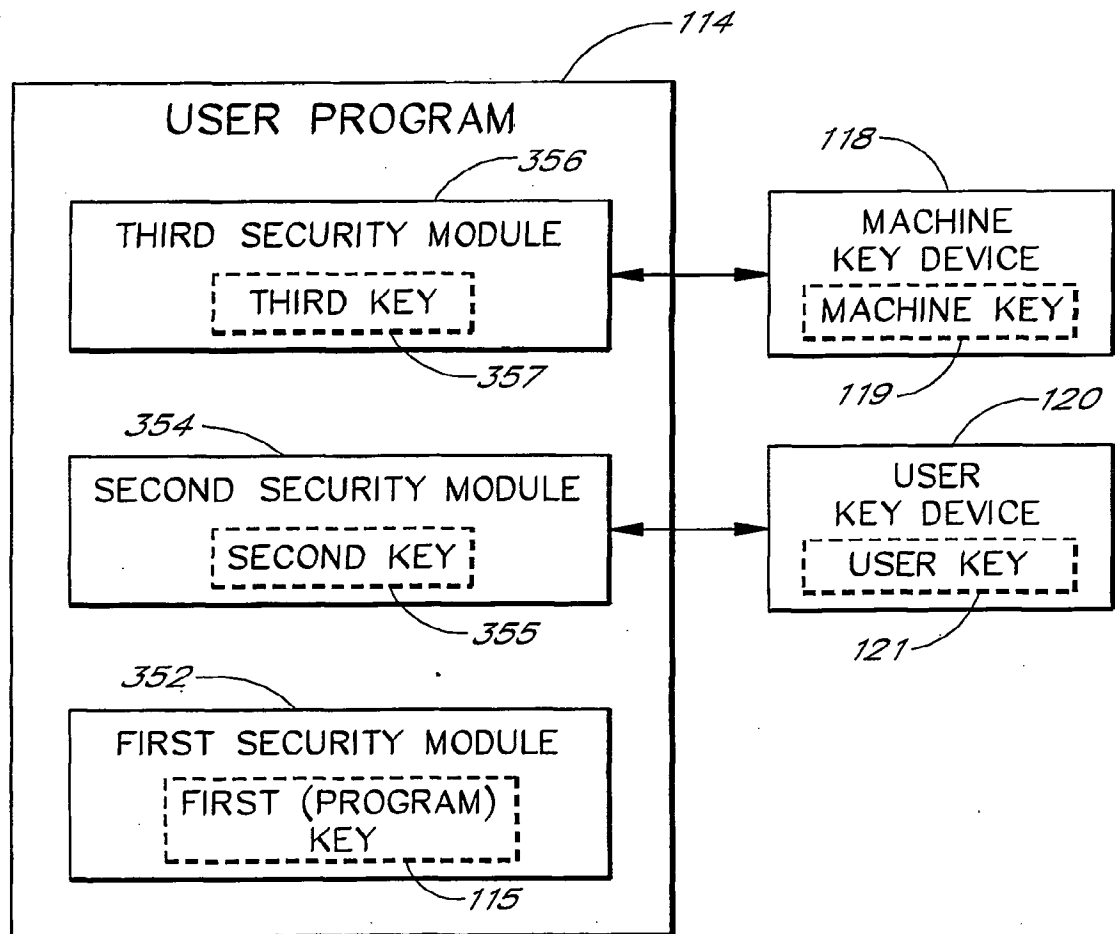 114
USER PROGRAM
356
THIRD SECURITY MODULE
THIRD KEY
357
118
MACHINE
KEY DEVICE
MACHINE KEY
119
354
SECOND SECURITY MODULE
SECOND KEY
355
120
USER
KEY DEVICE
USER KEY
121
352
FIRST SECURITY MODULE
FIRST (PROGRAM)
KEY
115